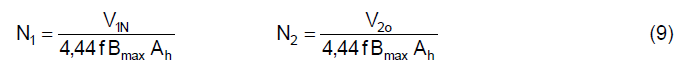 N₁ = V₁N / (4,44 f Bmax Ah)    N₂ = V₂ₒ / (4,44 f Bmax Ah)    (9)